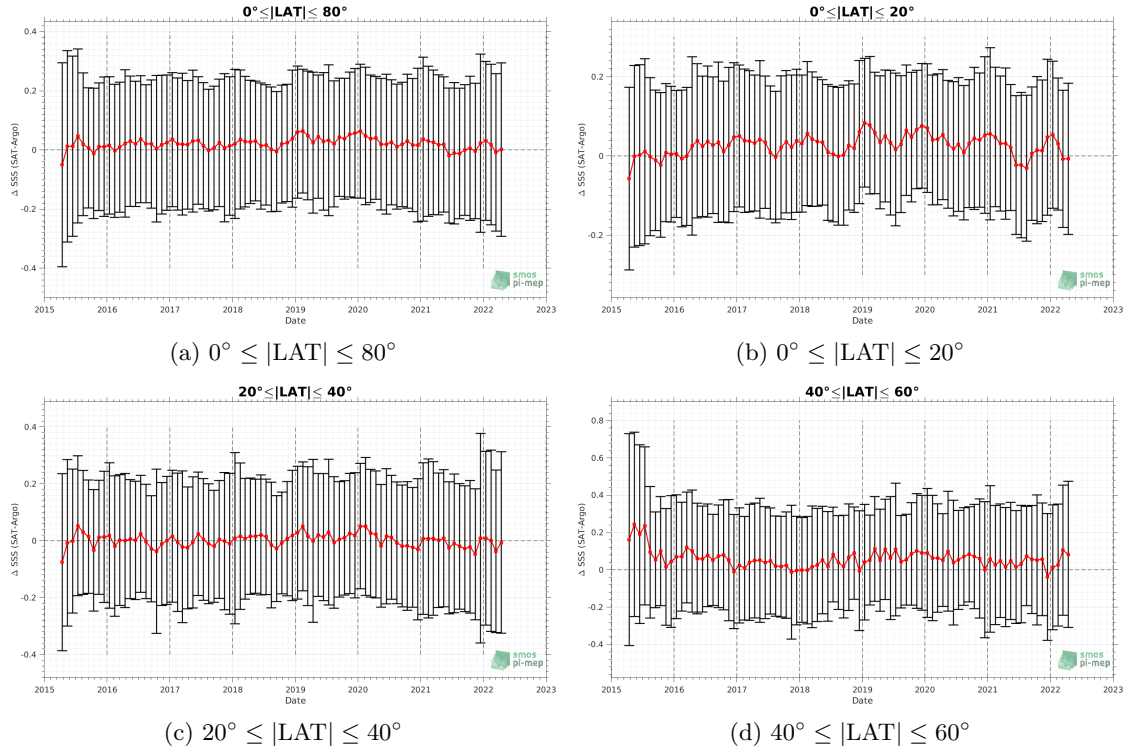 0°≤|LAT|≤ 80°
0.4
0.2
0
-0.2
-0.4
Δ SSS (SAT-Argo)
2015 2016 2017 2018 2019 2020 2021 2022 2023
Date
smos
pi-mep
(a) 0° ≤ |LAT| ≤ 80°
0°≤|LAT|≤ 20°
0.2
0
-0.2
Δ SSS (SAT-Argo)
2015 2016 2017 2018 2019 2020 2021 2022 2023
Date
smos
pi-mep
(b) 0° ≤ |LAT| ≤ 20°
20°≤|LAT|≤ 40°
0.4
0.2
0
-0.2
-0.4
Δ SSS (SAT-Argo)
2015 2016 2017 2018 2019 2020 2021 2022 2023
Date
smos
pi-mep
(c) 20° ≤ |LAT| ≤ 40°
40°≤|LAT|≤ 60°
0.8
0.6
0.4
0.2
0
-0.2
-0.4
Δ SSS (SAT-Argo)
2015 2016 2017 2018 2019 2020 2021 2022 2023
Date
smos
pi-mep
(d) 40° ≤ |LAT| ≤ 60°